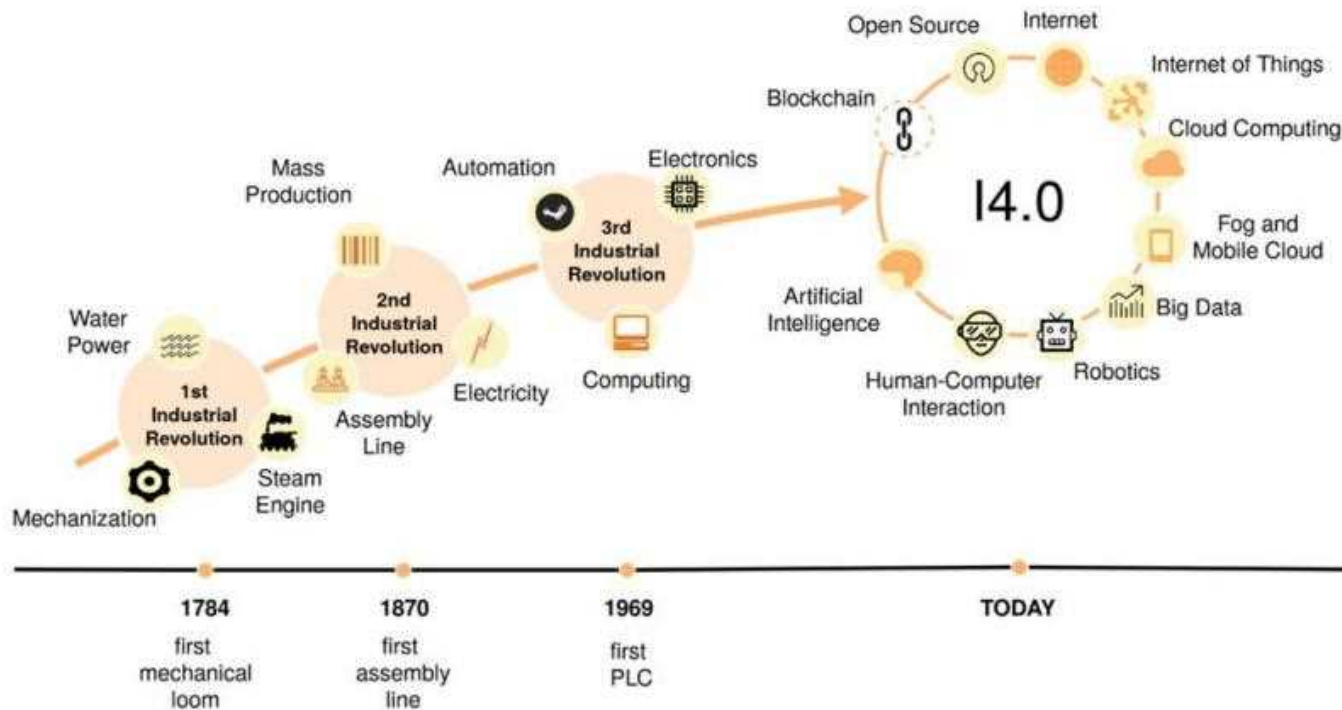 Open Source
Internet
Internet of Things
Blockchain
Cloud Computing
I4.0
Fog and
Mobile Cloud
Big Data
Robotics
Human-Computer
Interaction
Artificial
Intelligence
Electronics
Automation
3rd
Industrial
Revolution
Computing
Mass
Production
2nd
Industrial
Revolution
Electricity
Assembly
Line
Water
Power
1st
Industrial
Revolution
Steam
Engine
Mechanization
1784
first
mechanical
loom
1870
first
assembly
line
1969
first
PLC
TODAY